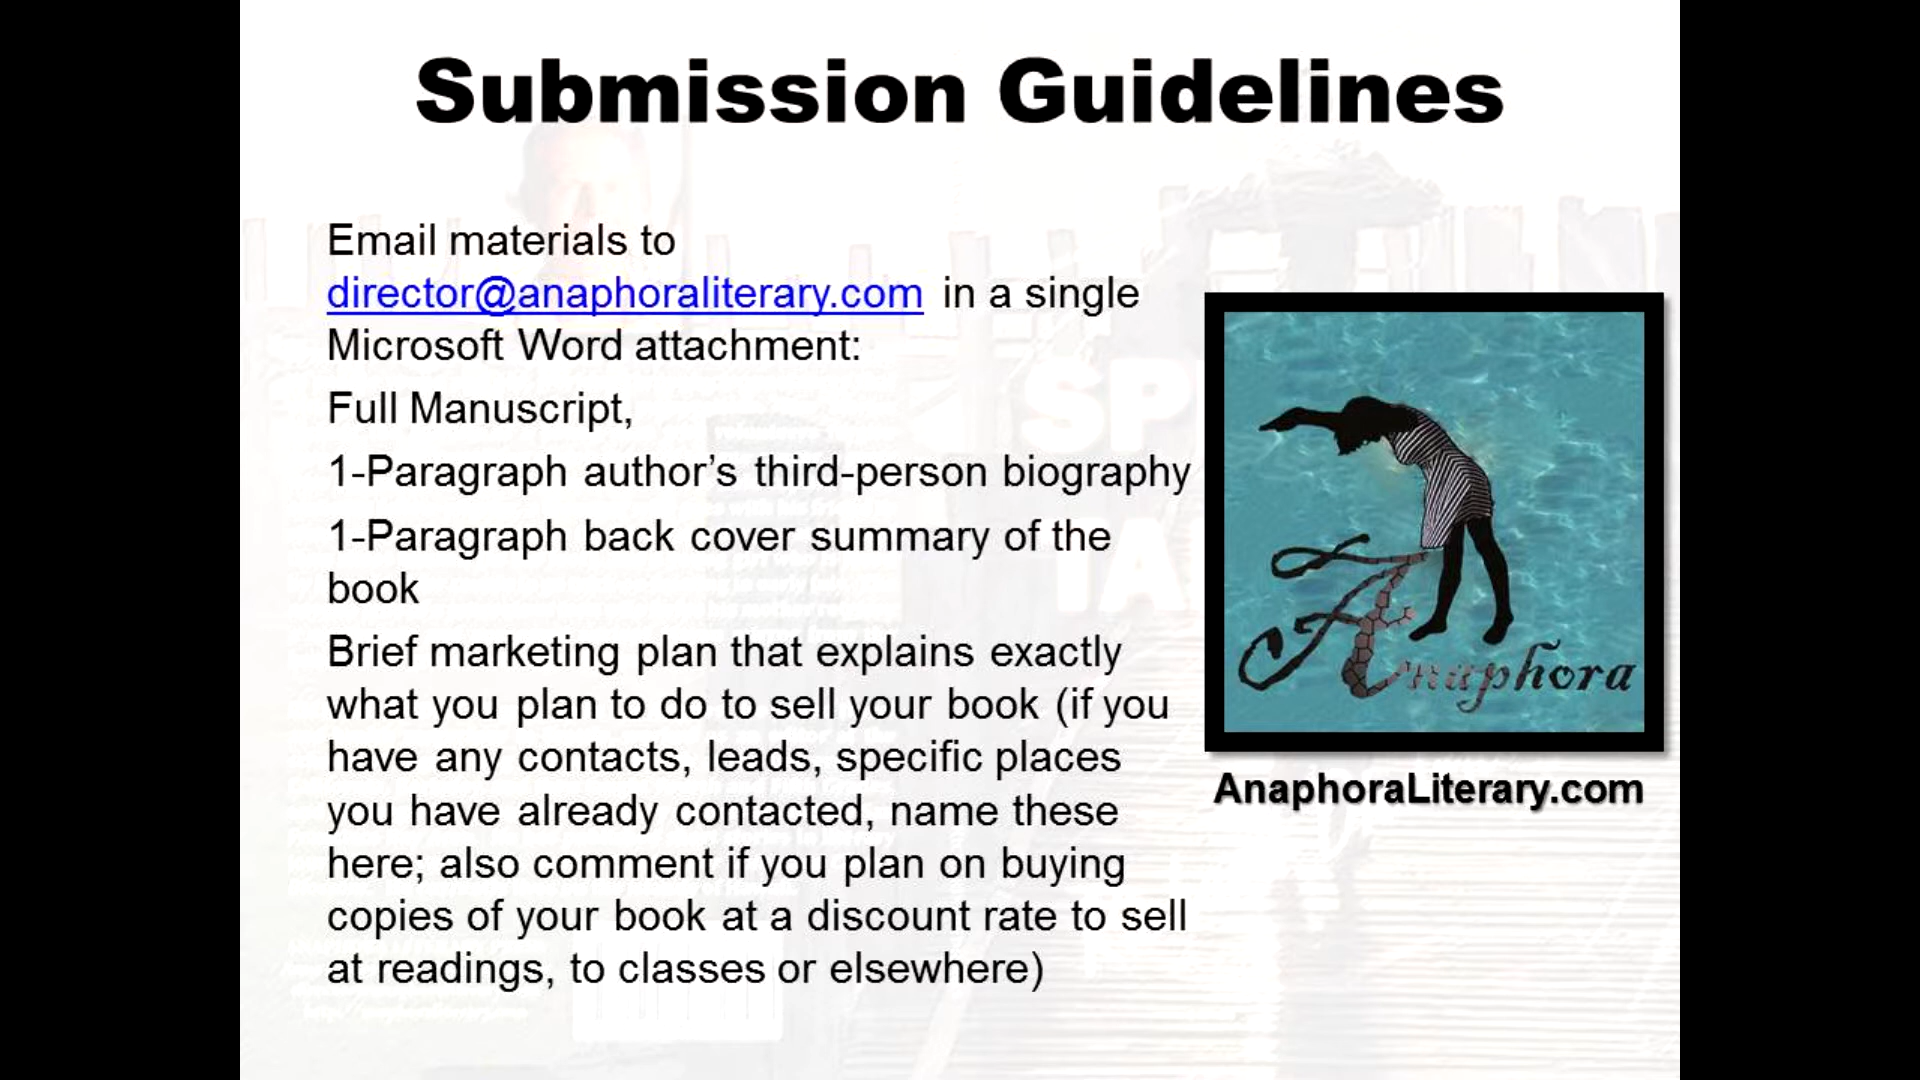 Submission Guidelines
Email materials to
director@anaphoraliterary.com in a single
Microsoft Word attachment:
Full Manuscript,
1-Paragraph author’s third-person biography
1-Paragraph back cover summary of the
book
Brief marketing plan that explains exactly
what you plan to do to sell your book (if you
have any contacts, leads, specific places
you have already contacted, name these
here; also comment if you plan on buying
copies of your book at a discount rate to sell
at readings, to classes or elsewhere)
Anaphora
AnaphoraLiterary.com